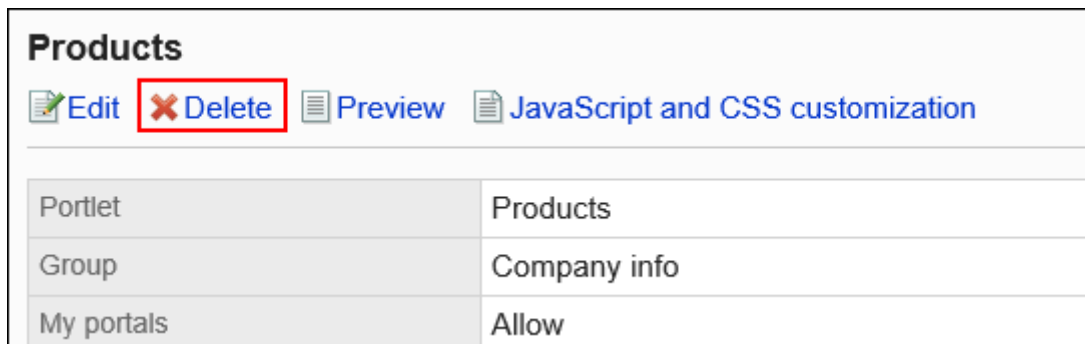 Products
Edit Delete Preview JavaScript and CSS customization
Portlet Products
Group Company info
My portals Allow